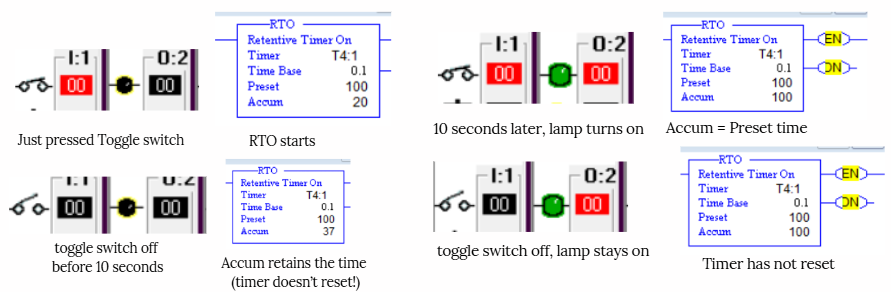 I:1
O:2
00
00
Just pressed Toggle switch
RTO
Retentive Timer On
Timer T4:1
Time Base 0.1
Preset 100
Accum 20
RTO starts
I:1
O:2
00
00
10 seconds later, lamp turns on
RTO
Retentive Timer On
Timer T4:1
Time Base 0.1
Preset 100
Accum 100
EN
DN
Accum = Preset time
I:1
O:2
00
00
toggle switch off
before 10 seconds
RTO
Retentive Timer On
Timer T4:1
Time Base 0.1
Preset 100
Accum 37
Accum retains the time
(timer doesn't reset!)
I:1
O:2
00
00
toggle switch off, lamp stays on
RTO
Retentive Timer On
Timer T4:1
Time Base 0.1
Preset 100
Accum 100
EN
DN
Timer has not reset